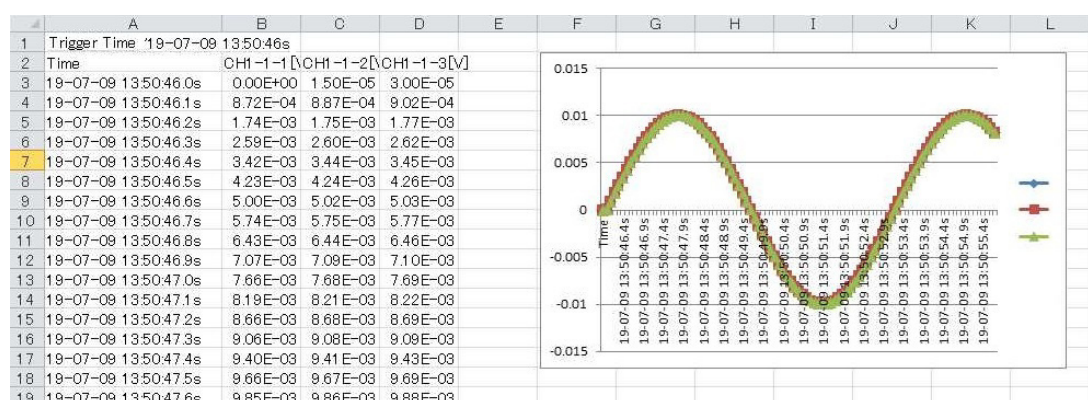 A B C D E F G H I J K L
1 Trigger Time '19-07-09 13:50:46s
2 Time CH1-1-1[V CH1-1-2[V CH1-1-3[V]
3 19-07-09 13:50:46.0s 0.00E+00 1.50E-05 3.00E-05
4 19-07-09 13:50:46.1s 8.72E-04 8.87E-04 9.02E-04
5 19-07-09 13:50:46.2s 1.74E-03 1.75E-03 1.77E-03
6 19-07-09 13:50:46.3s 2.59E-03 2.60E-03 2.62E-03
7 19-07-09 13:50:46.4s 3.42E-03 3.44E-03 3.45E-03
8 19-07-09 13:50:46.5s 4.23E-03 4.24E-03 4.26E-03
9 19-07-09 13:50:46.6s 5.00E-03 5.02E-03 5.03E-03
10 19-07-09 13:50:46.7s 5.74E-03 5.75E-03 5.77E-03
11 19-07-09 13:50:46.8s 6.43E-03 6.44E-03 6.46E-03
12 19-07-09 13:50:46.9s 7.07E-03 7.09E-03 7.10E-03
13 19-07-09 13:50:47.0s 7.66E-03 7.68E-03 7.69E-03
14 19-07-09 13:50:47.1s 8.19E-03 8.21E-03 8.22E-03
15 19-07-09 13:50:47.2s 8.66E-03 8.68E-03 8.69E-03
16 19-07-09 13:50:47.3s 9.06E-03 9.08E-03 9.09E-03
17 19-07-09 13:50:47.4s 9.40E-03 9.41E-03 9.43E-03
18 19-07-09 13:50:47.5s 9.66E-03 9.67E-03 9.69E-03
19 19-07-09 13:50:47.6s 9.85E-03 9.86E-03 9.88E-03
0.015
0.01
0.005
0
-0.005
-0.01
-0.015
Time
19-07-09 13:50:46.4s
19-07-09 13:50:46.9s
19-07-09 13:50:47.4s
19-07-09 13:50:47.9s
19-07-09 13:50:48.4s
19-07-09 13:50:48.9s
19-07-09 13:50:49.4s
19-07-09 13:50:49.9s
19-07-09 13:50:50.4s
19-07-09 13:50:50.9s
19-07-09 13:50:51.4s
19-07-09 13:50:51.9s
19-07-09 13:50:52.4s
19-07-09 13:50:52.9s
19-07-09 13:50:53.4s
19-07-09 13:50:53.9s
19-07-09 13:50:54.4s
19-07-09 13:50:54.9s
19-07-09 13:50:55.4s